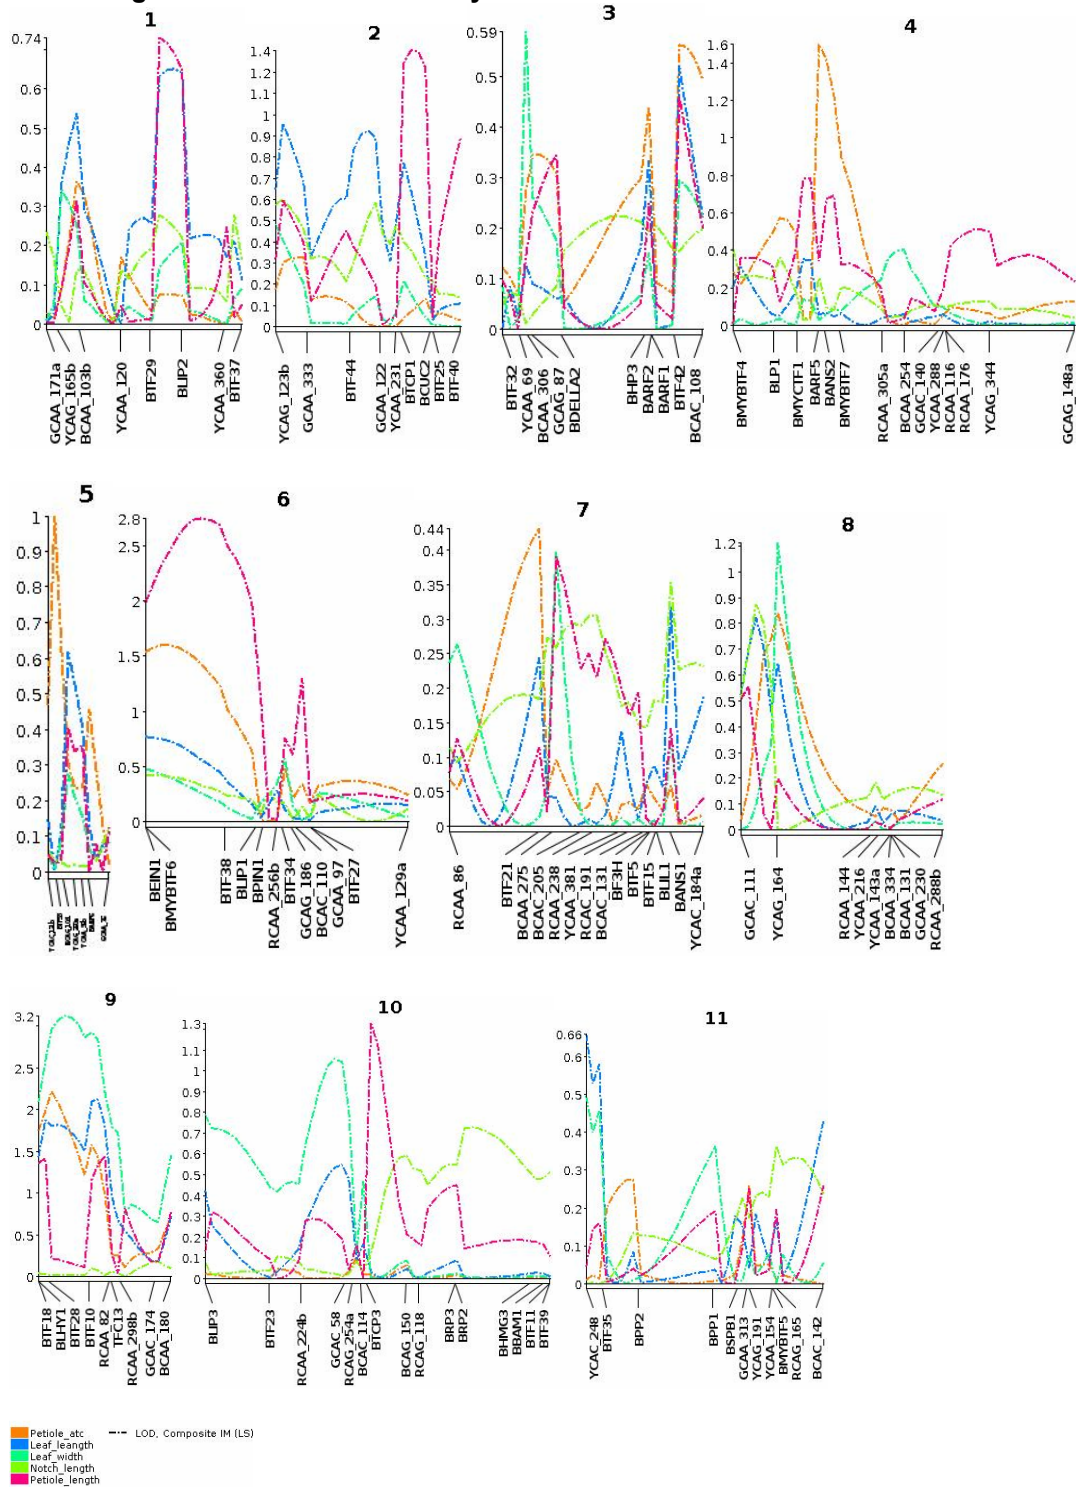 1
0.74
0.6
0.5
0.4
0.3
0.2
0.1
0
GCAA_171a
YCAG_165b
BCAA_103b
YCAA_120
BTF29
BLIP2
YCAA_360
BTF37
2
1.4
1.2
1.1
1
0.9
0.8
0.7
0.6
0.5
0.4
0.3
0.2
0.1
0
YCAG_123b
GCAA_333
BTF44
GCAA_122
YCAA_231
BTCP1
BCUC2
BTF25
BTF40
3
0.59
0.5
0.4
0.3
0.2
0.1
0
BTF32
YCAA_69
BCAA_306
GCAG_87
BDELA2
BHP3
BARF2
BARF1
BTF42
BCAC_108
4
1.6
1.4
1.2
1
0.8
0.6
0.4
0.2
0
BMYBTF4
BLP1
BMYCTF1
BARF5
BANS2
BMYBTF7
RCAA_305a
BCAA_254
GCAC_140
YCAA_288
RCAA_116
RCAA_176
YCAG_344
GCAG_148a
5
1
0.9
0.8
0.7
0.6
0.5
0.4
0.3
0.2
0.1
0
6
2.8
2.5
2
1.5
1
0.5
0
BEIN1
BMYBTF6
BTF38
BLIP1
BPIN1
RCAA_256b
BTF34
GCAG_186
BCAC_110
GCAA_97
BTF27
YCAA_129a
7
0.44
0.4
0.35
0.3
0.25
0.2
0.15
0.1
0.05
0
RCAA_86
BTF21
BCAA_275
BCAC_205
RCAA_238
YCAA_381
RCAC_191
BCAC_131
BF3H
BTF5
BTF15
BLIL1
BANS1
YCAC_184a
8
1.2
1
0.9
0.8
0.7
0.6
0.5
0.4
0.3
0.2
0.1
0
GCAC_111
YCAG_164
RCAA_144
YCAA_216
YCAA_143a
BCAA_334
BCAA_131
GCAA_230
RCAA_288b
9
3.2
2.5
2
1.5
1
0.5
0
BTF18
BLHY1
BTF28
BTF10
RCAA_82
TFC13
RCAA_298b
GCAC_174
BCAA_180
10
1.3
1.1
1
0.9
0.8
0.7
0.6
0.5
0.4
0.3
0.2
0.1
0
BLIP3
BTF23
RCAA_224b
GCAC_58
RCAG_254a
BCAC_114
BTCP3
BCAG_150
RCAG_118
BRP3
BRP2
BHMG3
BBAM1
BTF11
BTF39
11
0.66
0.6
0.5
0.4
0.3
0.2
0.1
0
YCAC_248
BTF35
BPP2
BPP1
BSPB1
GCAA_313
YCAG_191
YCAA_154
BMYBTF5
RCAG_165
BCAC_142
Petiole_atc
Leaf_leangth
Leaf_width
Notch_length
Petiole_length
LOD, Composite IM (LS)